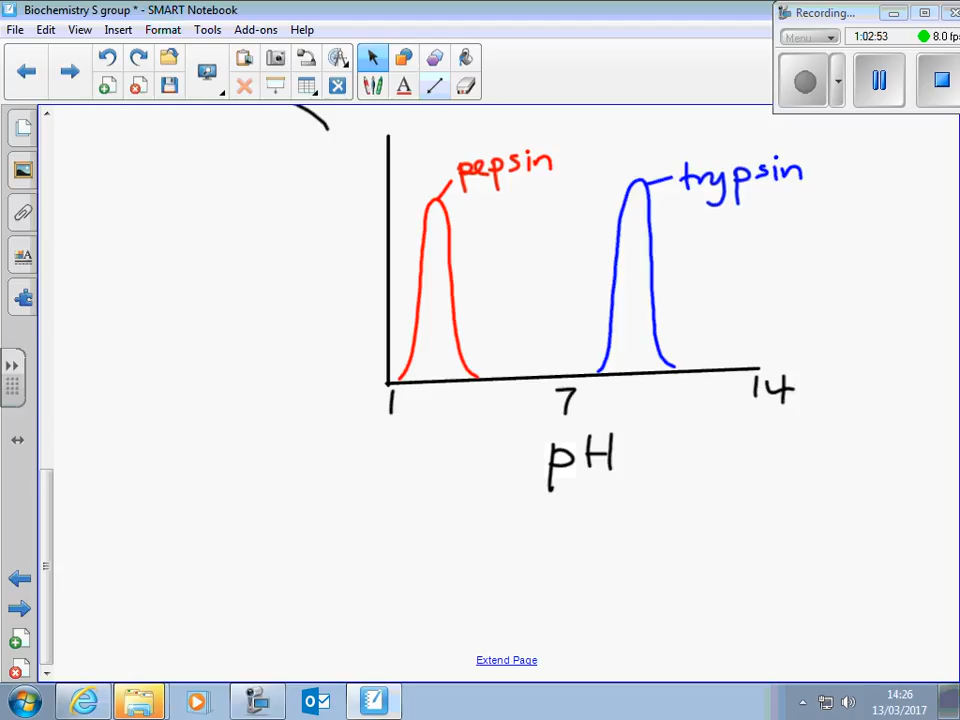 Biochemistry S group * - SMART Notebook
File Edit View Insert Format Tools Add-ons Help
Recording...
Menu
1:02:53
8.0 fp
pepsin
trypsin
1
7
14
pH
Extend Page
14:26
13/03/2017